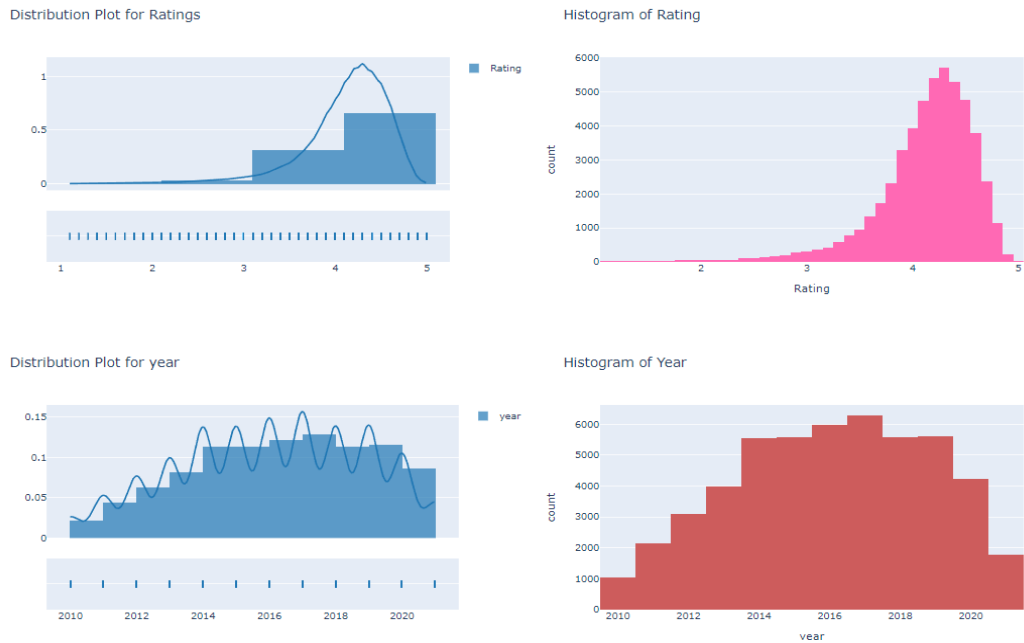 Distribution Plot for Ratings
Rating
1
0.5
0
1 2 3 4 5
Histogram of Rating
6000
5000
4000
3000
2000
1000
0
count
2 3 4 5
Rating
Distribution Plot for year
year
0.15
0.1
0.05
0
2010 2012 2014 2016 2018 2020
Histogram of Year
6000
5000
4000
3000
2000
1000
0
count
2010 2012 2014 2016 2018 2020
year